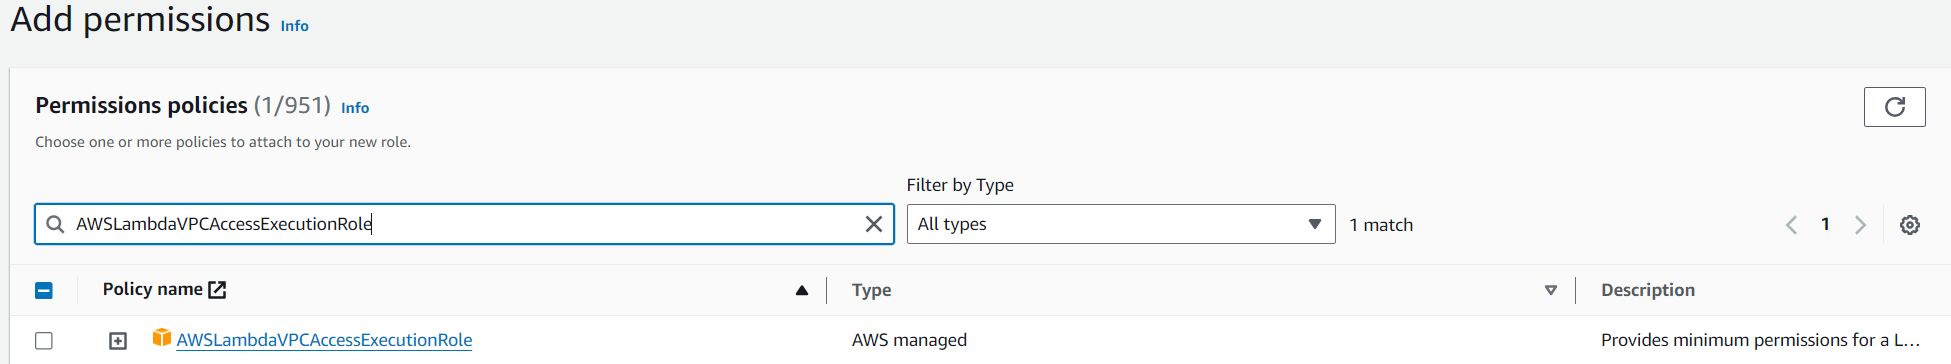 Add permissions Info
Permissions policies (1/951) Info
Choose one or more policies to attach to your new role.
Filter by Type
AWSLambdaVPCAccessExecutionRole All types 1 match 1
Policy name Type Description
AWSLambdaVPCAccessExecutionRole AWS managed Provides minimum permissions for a L...